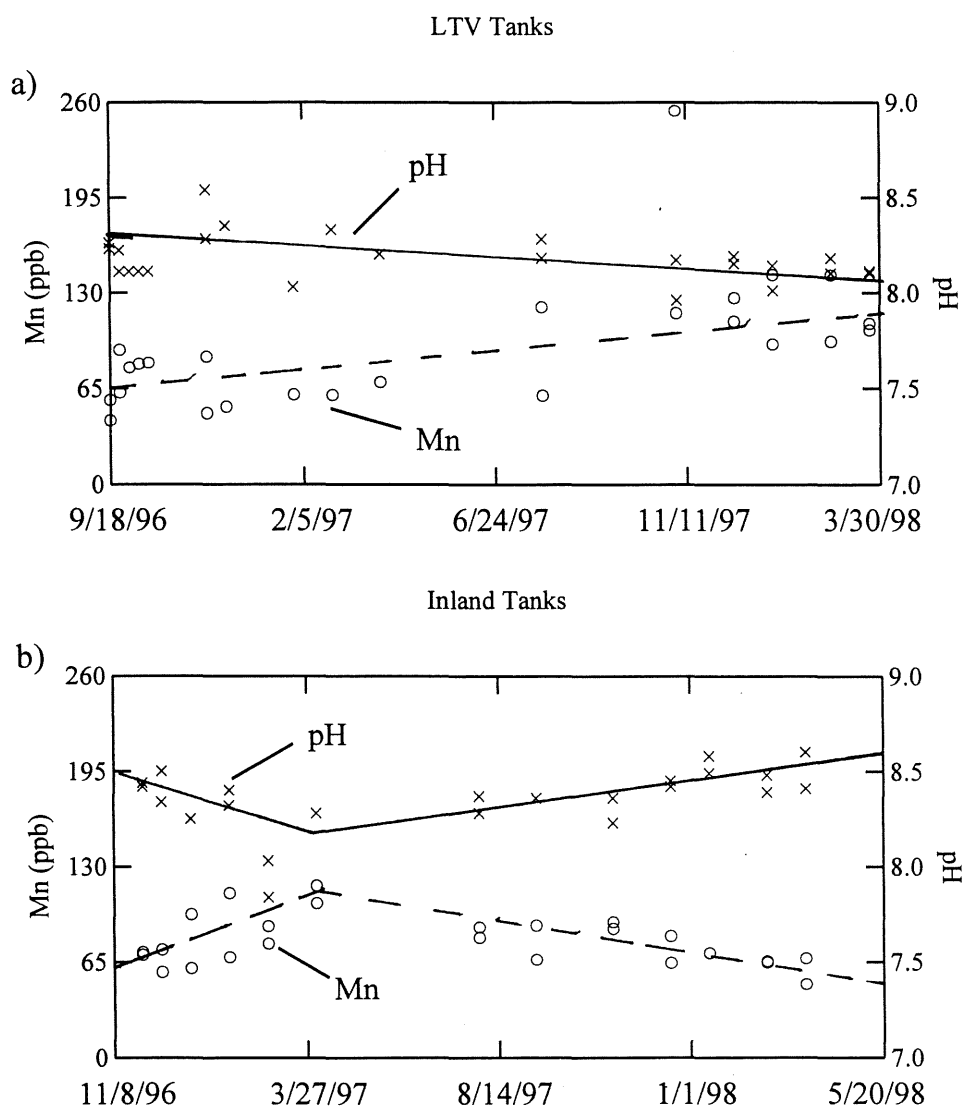 LTV Tanks
a)
260
195
130
65
0
Mn (ppb)
9.0
8.5
8.0
7.5
7.0
pH
pH
Mn
9/18/96 2/5/97 6/24/97 11/11/97 3/30/98
Inland Tanks
b)
260
195
130
65
0
Mn (ppb)
9.0
8.5
8.0
7.5
7.0
pH
pH
Mn
11/8/96 3/27/97 8/14/97 1/1/98 5/20/98